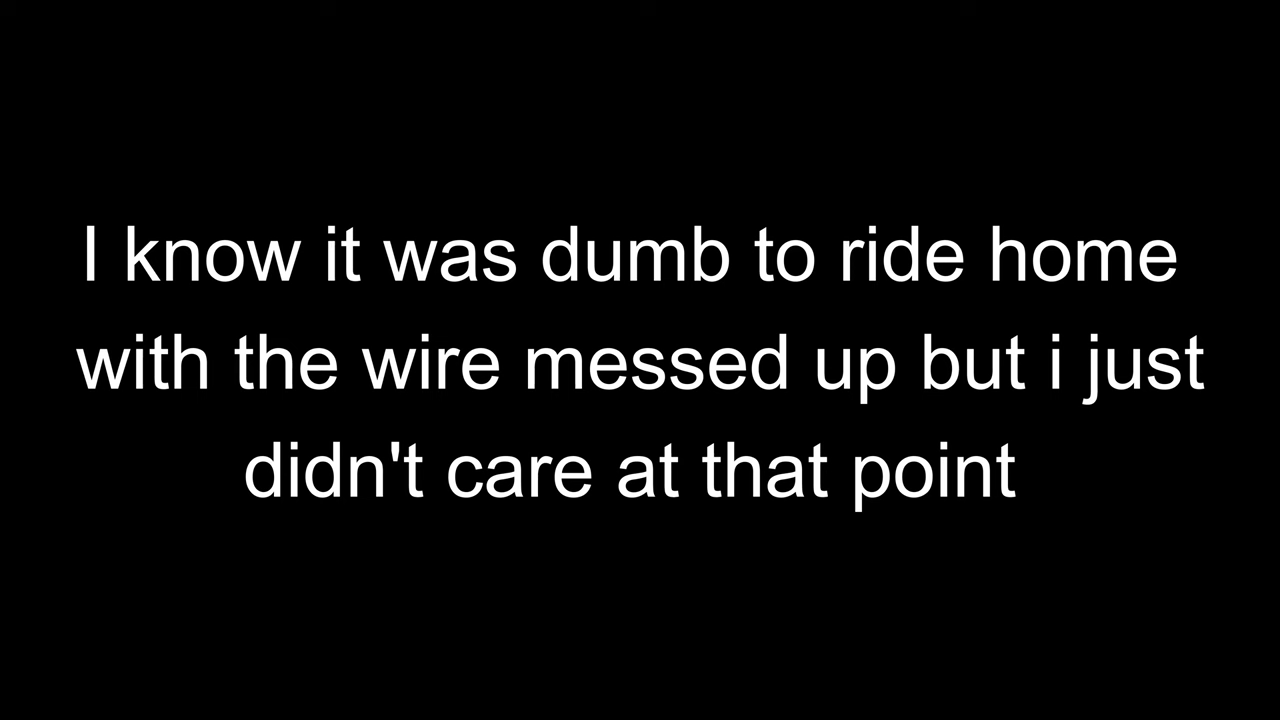 I know it was dumb to ride home
with the wire messed up but i just
didn't care at that point